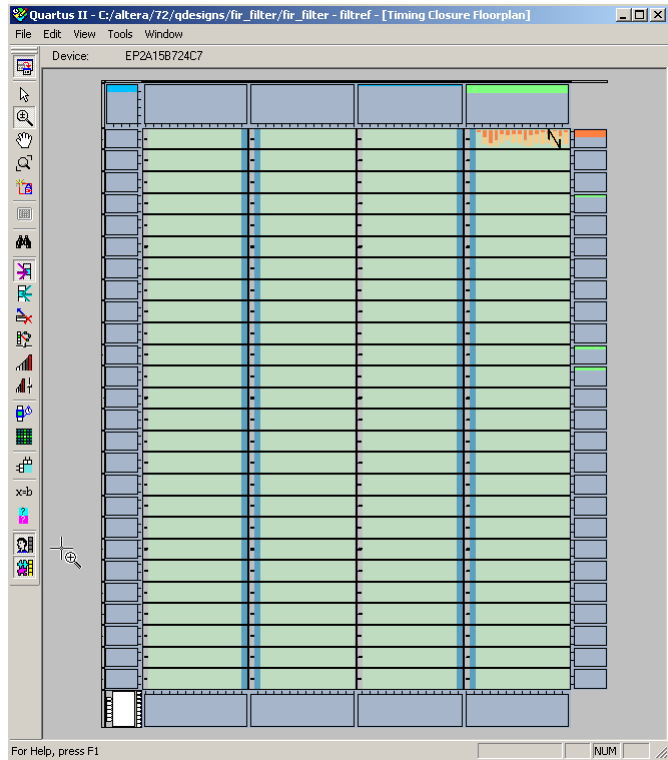 Quartus II - C:/altera/72/qdesigns/fir_filter/fir_filter - filtref - [Timing Closure Floorplan]
File Edit View Tools Window
Device: EP2A15B724C7
x=b
??
For Help, press F1
NUM